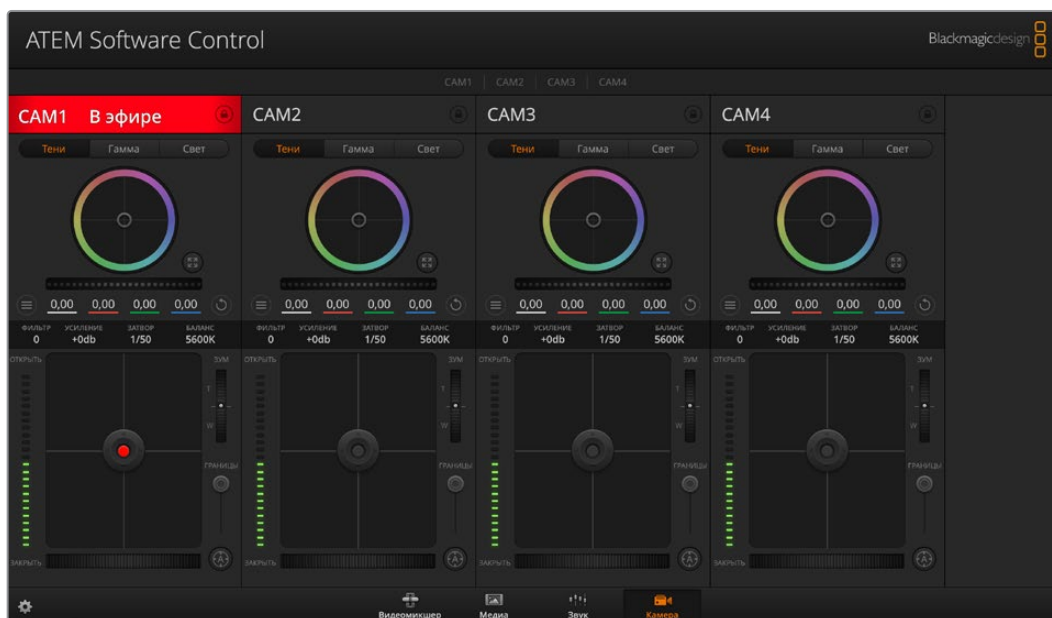 ATEM Software Control
Blackmagicdesign
CAM1 CAM2 CAM3 CAM4
CAM1 В эфире CAM2 CAM3 CAM4
Тени Гамма Свет Тени Гамма Свет Тени Гамма Свет Тени Гамма Свет
0,00 0,00 0,00 0,00 0,00 0,00 0,00 0,00 0,00 0,00 0,00 0,00 0,00 0,00 0,00 0,00
ФИЛЬТР УСИЛЕНИЕ ЗАТВОР БАЛАНС ФИЛЬТР УСИЛЕНИЕ ЗАТВОР БАЛАНС ФИЛЬТР УСИЛЕНИЕ ЗАТВОР БАЛАНС ФИЛЬТР УСИЛЕНИЕ ЗАТВОР БАЛАНС
0 +0db 1/50 5600K 0 +0db 1/50 5600K 0 +0db 1/50 5600K 0 +0db 1/50 5600K
ОТКРЫТЬ ЗУМ ОТКРЫТЬ ЗУМ ОТКРЫТЬ ЗУМ ОТКРЫТЬ ЗУМ
T T T T
W W W W
ГРАНИЦЫ ГРАНИЦЫ ГРАНИЦЫ ГРАНИЦЫ
ЗАКРЫТЬ A ЗАКРЫТЬ A ЗАКРЫТЬ A ЗАКРЫТЬ A
Видеомикшер Медиа Звук Камера